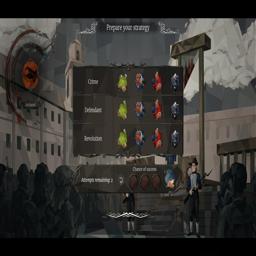 Prepare your strategy
Crime
Defendant
Revolution
Chance of success
Attempts remaining: 2